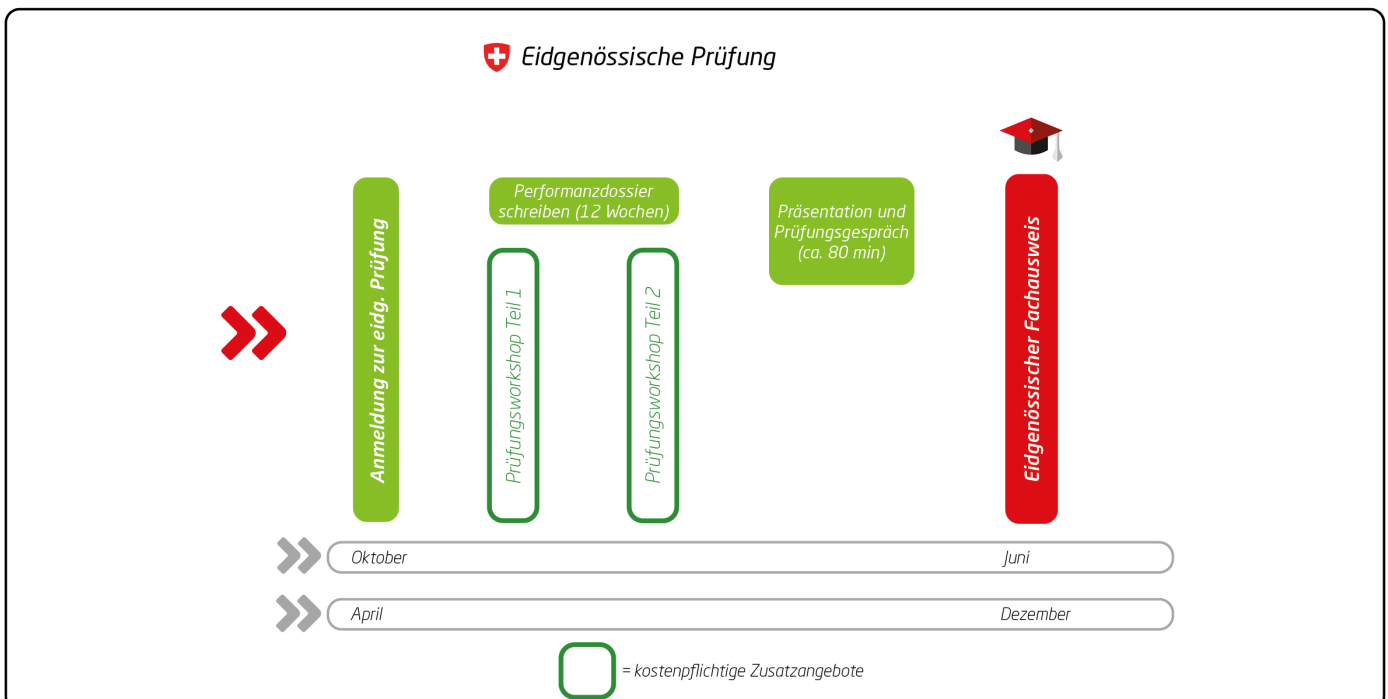 Eidgenössische Prüfung
Anmeldung zur eidg. Prüfung
Performanzdossier
schreiben (12 Wochen)
Prüfungsworkshop Teil 1
Prüfungsworkshop Teil 2
Präsentation und
Prüfungsgespräch
(ca. 80 min)
Eidgenössischer Fachausweis
Oktober
Juni
April
Dezember
= kostenpflichtige Zusatzangebote